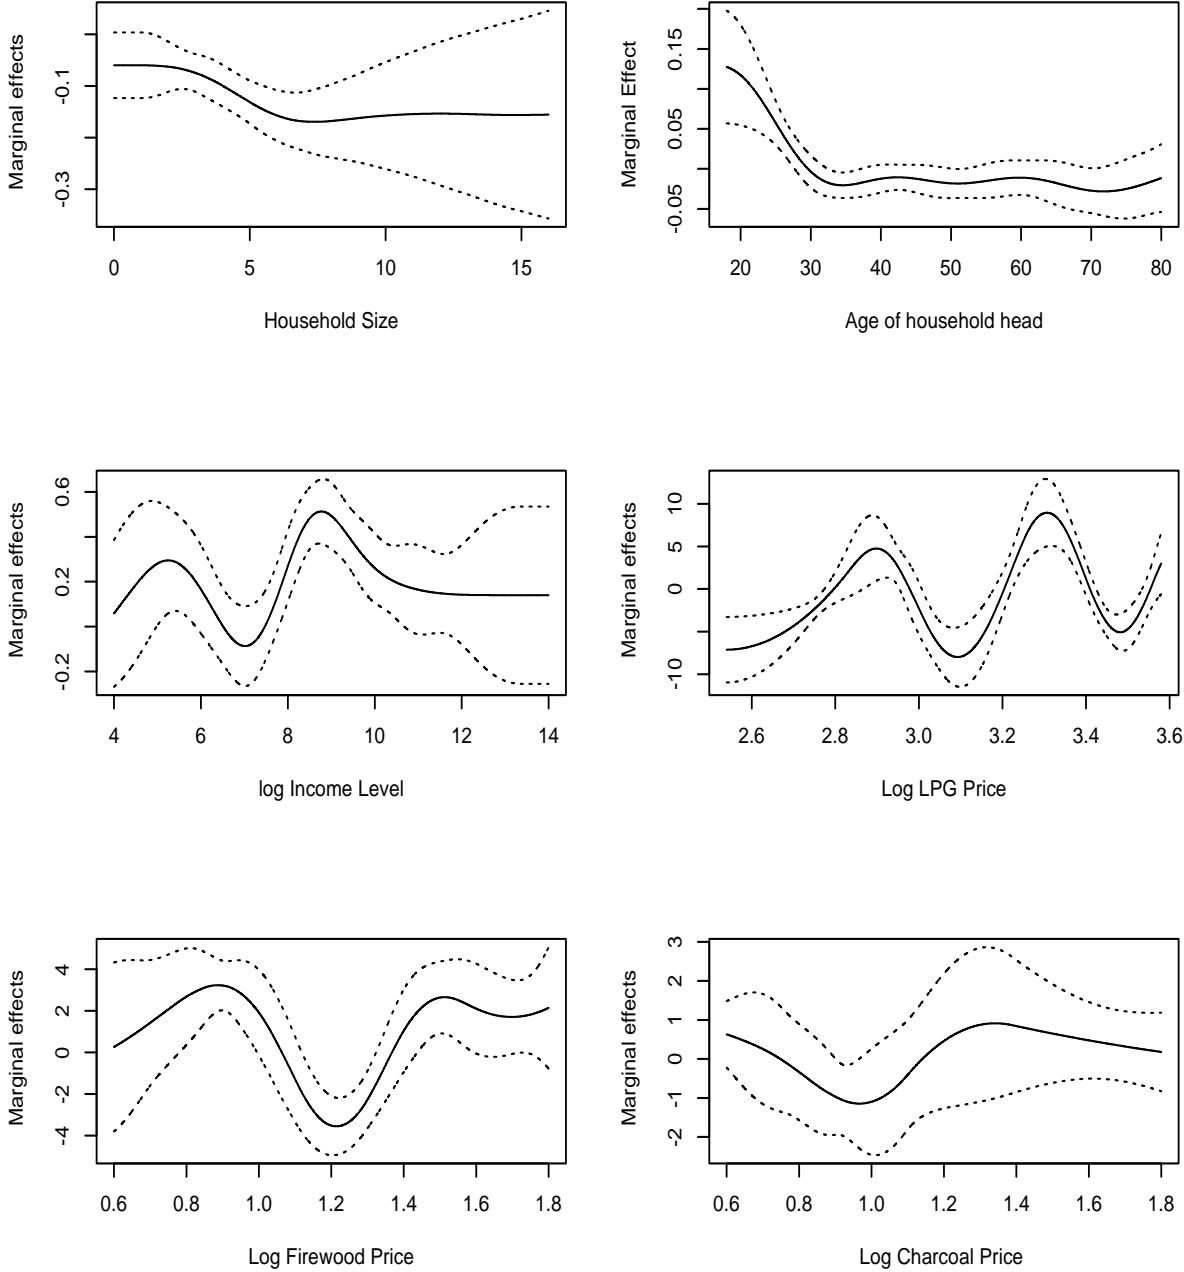 Marginal effects
-0.1
-0.3
0 5 10 15
Household Size
Marginal Effect
0.15
0.05
-0.05
20 30 40 50 60 70 80
Age of household head
Marginal effects
0.6
0.2
-0.2
4 6 8 10 12 14
log Income Level
Marginal effects
10
5
0
-10
2.6 2.8 3.0 3.2 3.4 3.6
Log LPG Price
Marginal effects
4
2
0
-2
-4
0.6 0.8 1.0 1.2 1.4 1.6 1.8
Log Firewood Price
Marginal effects
3
2
1
0
-1
-2
0.6 0.8 1.0 1.2 1.4 1.6 1.8
Log Charcoal Price